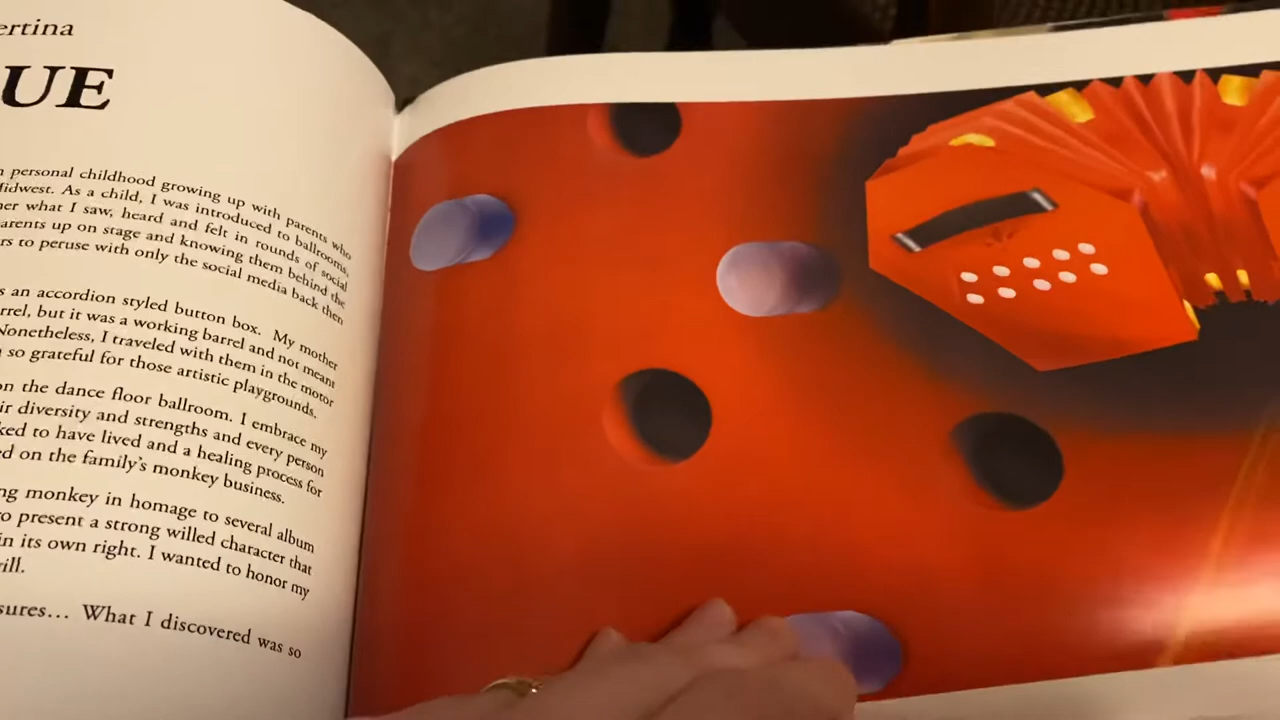 ertina
UE
personal childhood growing up with parents who
Midwest. As a child, I was introduced to ballrooms,
her what I saw, heard and felt in rounds of social
arents up on stage and knowing them behind the
rs to peruse with only the social media back then
s an accordion styled button box. My mother
rrel, but it was a working barrel and not meant
Nonetheless, I traveled with them in the motor
so grateful for those artistic playgrounds.
on the dance floor ballroom. I embrace my
ir diversity and strengths and every person
ked to have lived and a healing process for
ed on the family's monkey business.
ng monkey in homage to several album
to present a strong willed character that
in its own right. I wanted to honor my
will.
sures... What I discovered was so